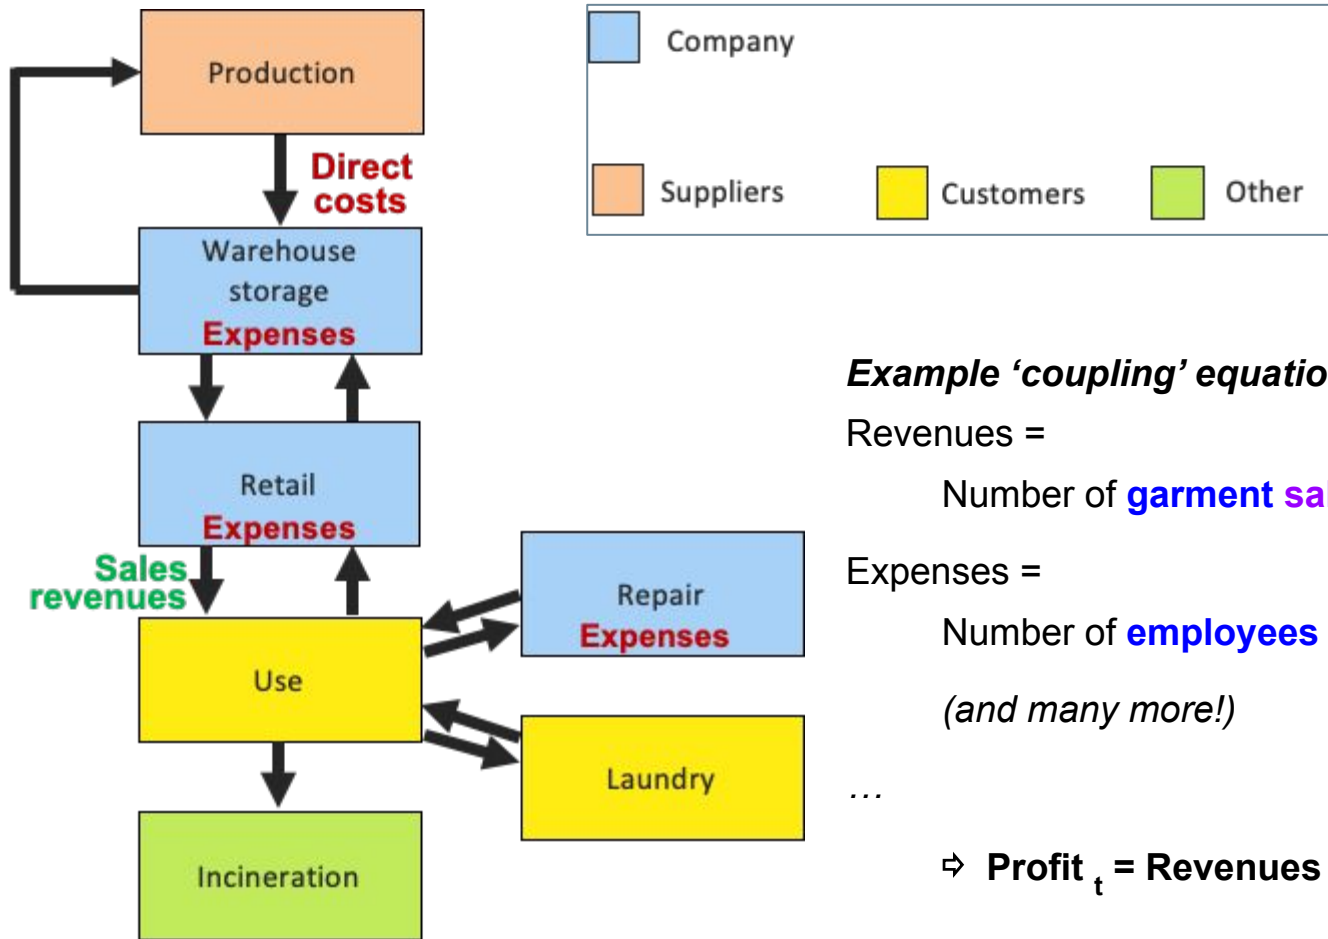 Production
Direct
costs
Warehouse
storage
Expenses
Retail
Expenses
Sales
revenues
Use
Repair
Expenses
Laundry
Incineration
Company
Suppliers
Customers
Other
Example ‘coupling’ equatio
Revenues =
Number of garment sal
Expenses =
Number of employees
(and many more!)
…
⇨ Profit t = Revenues